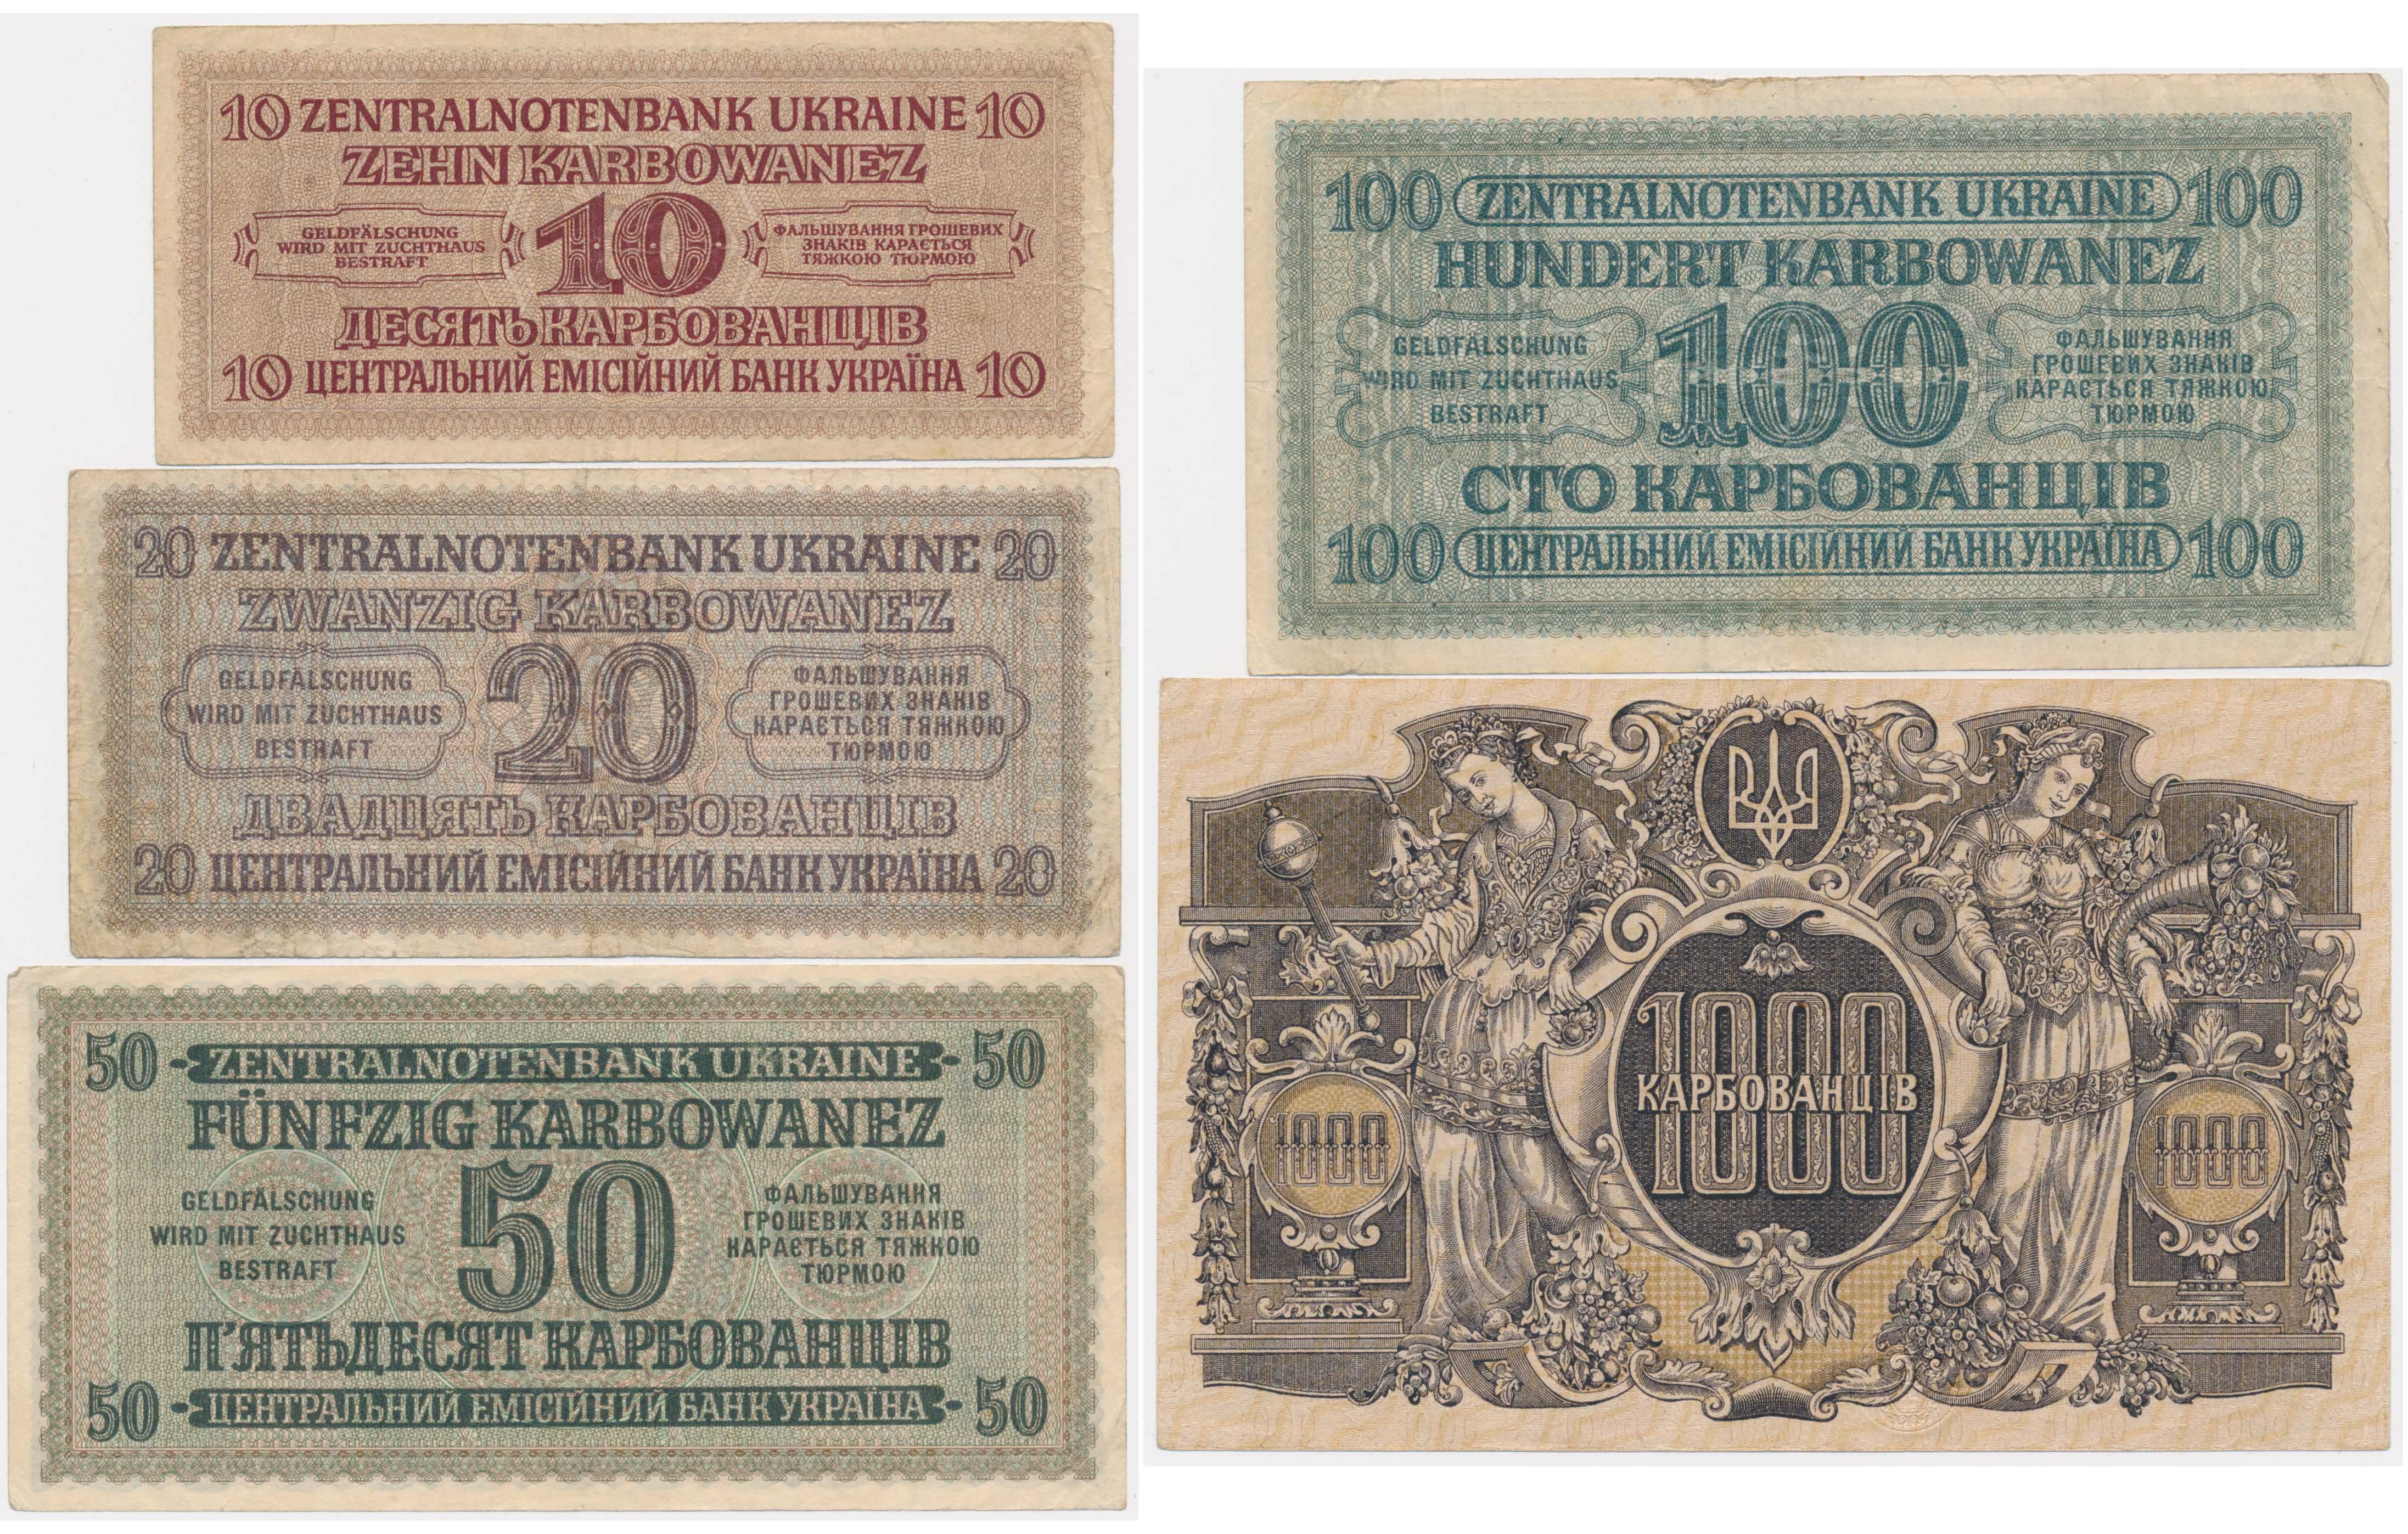 10 ZENTRALNOTENBANK UKRAINE 10
ZEHN KARBOWANEZ
GELDFÄLSCHUNG
WIRD MIT ZUCHTHAUS
BESTRAFT
10
ФАЛЬШУВАННЯ ГРОШЕВИХ
ЗНАКІВ КАРАЄТЬСЯ
ТЯЖКОЮ ТЮРМОЮ
ДЕСЯТЬ КАРБОВАНЦІВ
10 ЦЕНТРАЛЬНИЙ ЕМІСІЙНИЙ БАНК УКРАЇНА 10
20 ZENTRALNOTENBANK UKRAINE 20
ZWANZIG KARBOWANEZ
GELDFÄLSCHUNG
WIRD MIT ZUCHTHAUS
BESTRAFT
20
ФАЛЬШУВАННЯ
ГРОШЕВИХ ЗНАКІВ
КАРАЄТЬСЯ ТЯЖКОЮ
ТЮРМОЮ
ДВАДЦЯТЬ КАРБОВАНЦІВ
20 ЦЕНТРАЛЬНИЙ ЕМІСІЙНИЙ БАНК УКРАЇНА 20
50 - ZENTRALNOTENBANK UKRAINE - 50
FÜNFZIG KARBOWANEZ
GELDFÄLSCHUNG
WIRD MIT ZUCHTHAUS
BESTRAFT
50
ФАЛЬШУВАННЯ
ГРОШЕВИХ ЗНАКІВ
КАРАЄТЬСЯ ТЯЖКОЮ
ТЮРМОЮ
П'ЯТЬДЕСЯТ КАРБОВАНЦІВ
50 - ЦЕНТРАЛЬНИЙ ЕМІСІЙНИЙ БАНК УКРАЇНА - 50
100 ZENTRALNOTENBANK UKRAINE 100
HUNDERT KARBOWANEZ
GELDFÄLSCHUNG
WIRD MIT ZUCHTHAUS
BESTRAFT
100
ФАЛЬШУВАННЯ
ГРОШЕВИХ ЗНАКІВ
КАРАЄТЬСЯ ТЯЖКОЮ
ТЮРМОЮ
СТО КАРБОВАНЦІВ
100 ЦЕНТРАЛЬНИЙ ЕМІСІЙНИЙ БАНК УКРАЇНА 100
1000
КАРБОВАНЦІВ
1000
1000